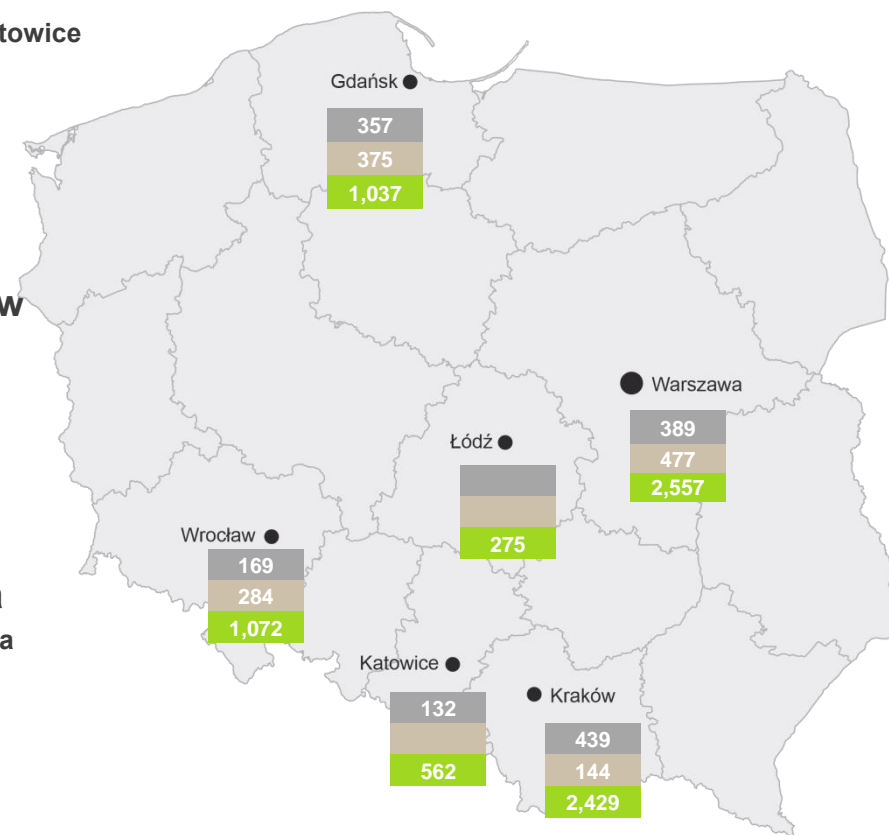 towice
Gdańsk
357
375
1,037
w
Warszawa
389
477
2,557
Łódź
275
Wrocław
169
284
1,072
a
a
Katowice
132
562
Kraków
439
144
2,429